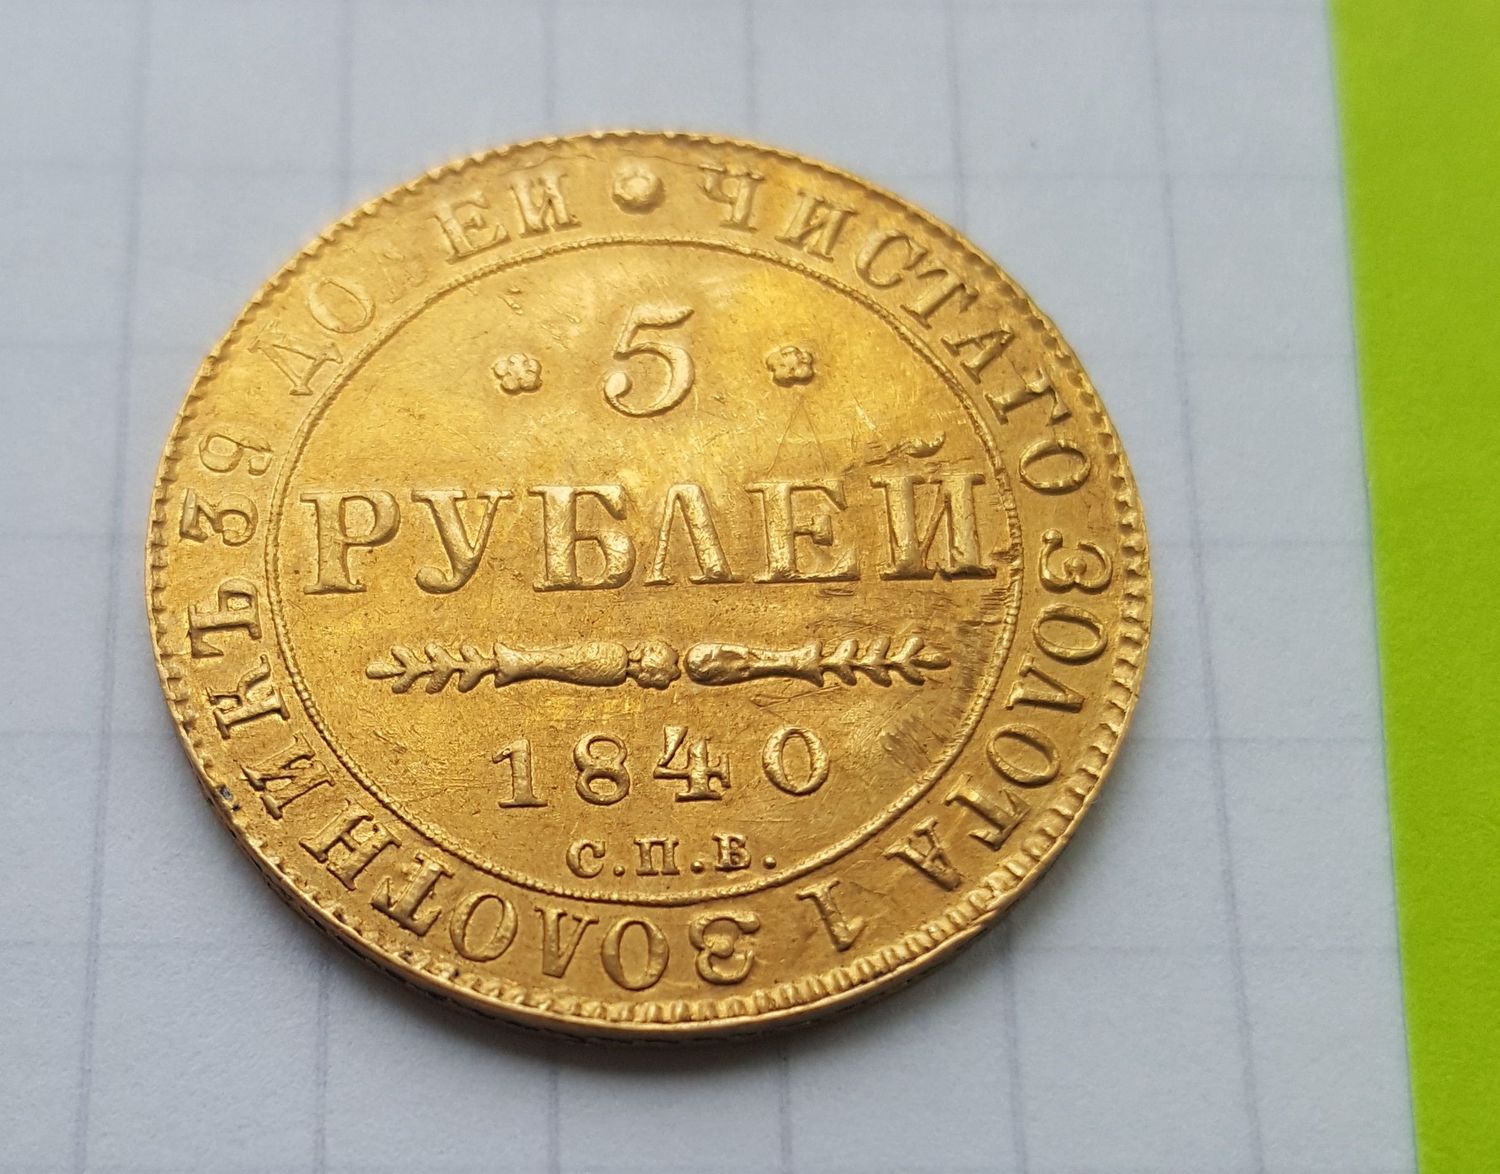 ЧИСТАГО ЗОЛОТА 1 ЗОЛОТНИКЪ 39 ДОЛЕЙ
5
РУБЛЕЙ
1840
С.П.Б.